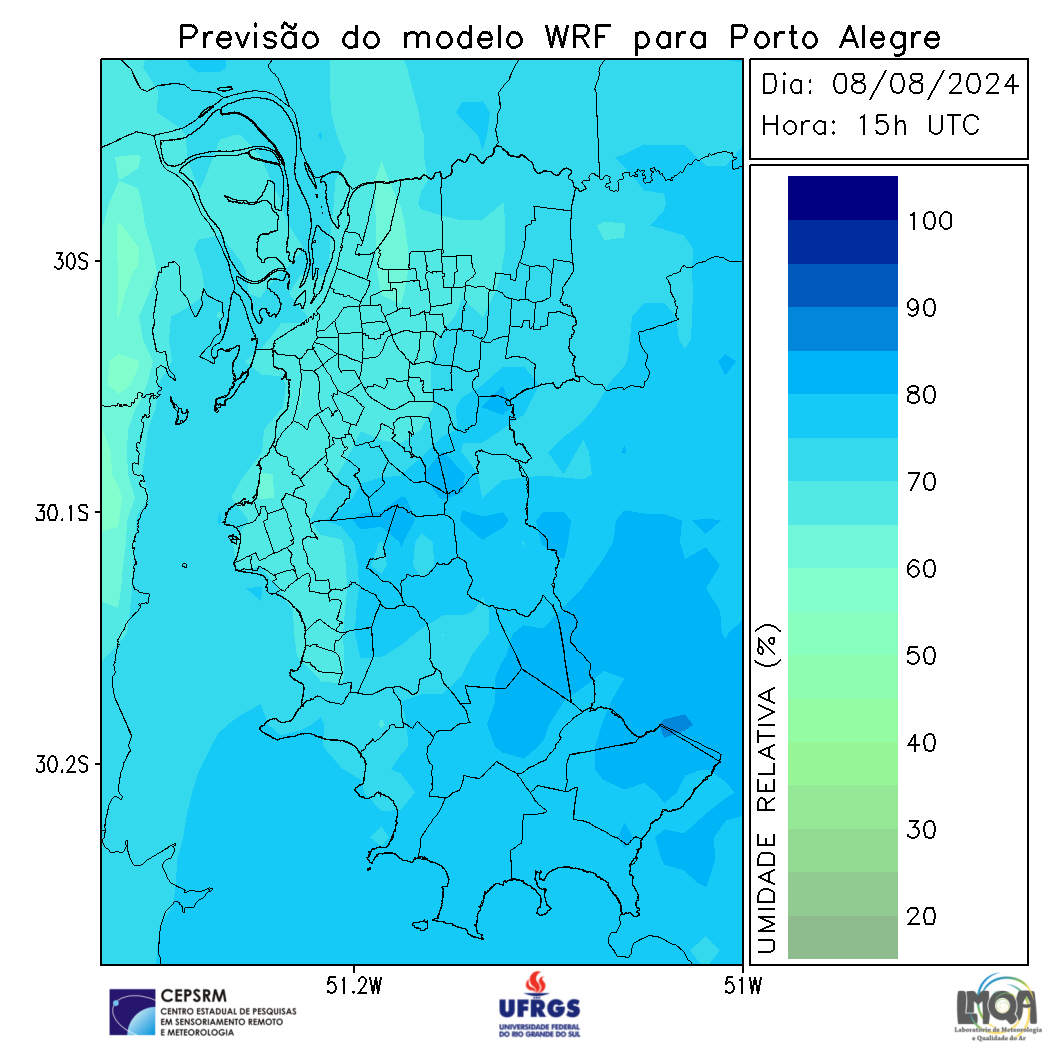 Previsão do modelo WRF para Porto Alegre
Dia: 08/08/2024
Hora: 15h UTC
30S
30.1S
30.2S
51.2W
51W
UMIDADE RELATIVA (%)
100
90
80
70
60
50
40
30
20
CEPSRM
CENTRO ESTADUAL DE PESQUISAS
EM SENSORIAMENTO REMOTO
E METEOROLOGIA
UFRGS
UNIVERSIDADE FEDERAL
DO RIO GRANDE DO SUL
LMQA
Laboratório de Meteorologia
e Qualidade do Ar